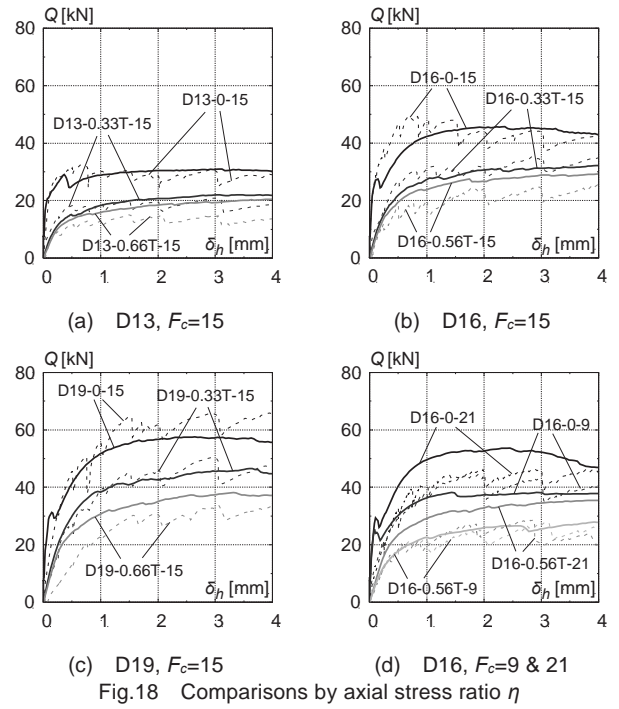 Q [kN]
80
60
40
20
0
D13-0.33T-15
D13-0-15
D13-0.66T-15
δh [mm]
0 1 2 3 4
(a) D13, Fc=15
Q [kN]
80
60
40
20
0
D16-0-15
D16-0.33T-15
D16-0.56T-15
δh [mm]
0 1 2 3 4
(b) D16, Fc=15
Q [kN]
80
60
40
20
0
D19-0-15
D19-0.33T-15
D19-0.66T-15
δh [mm]
0 1 2 3 4
(c) D19, Fc=15
Q [kN]
80
60
40
20
0
D16-0-21
D16-0-9
D16-0.56T-21
D16-0.56T-9
δh [mm]
0 1 2 3 4
(d) D16, Fc=9 & 21
Fig.18 Comparisons by axial stress ratio η